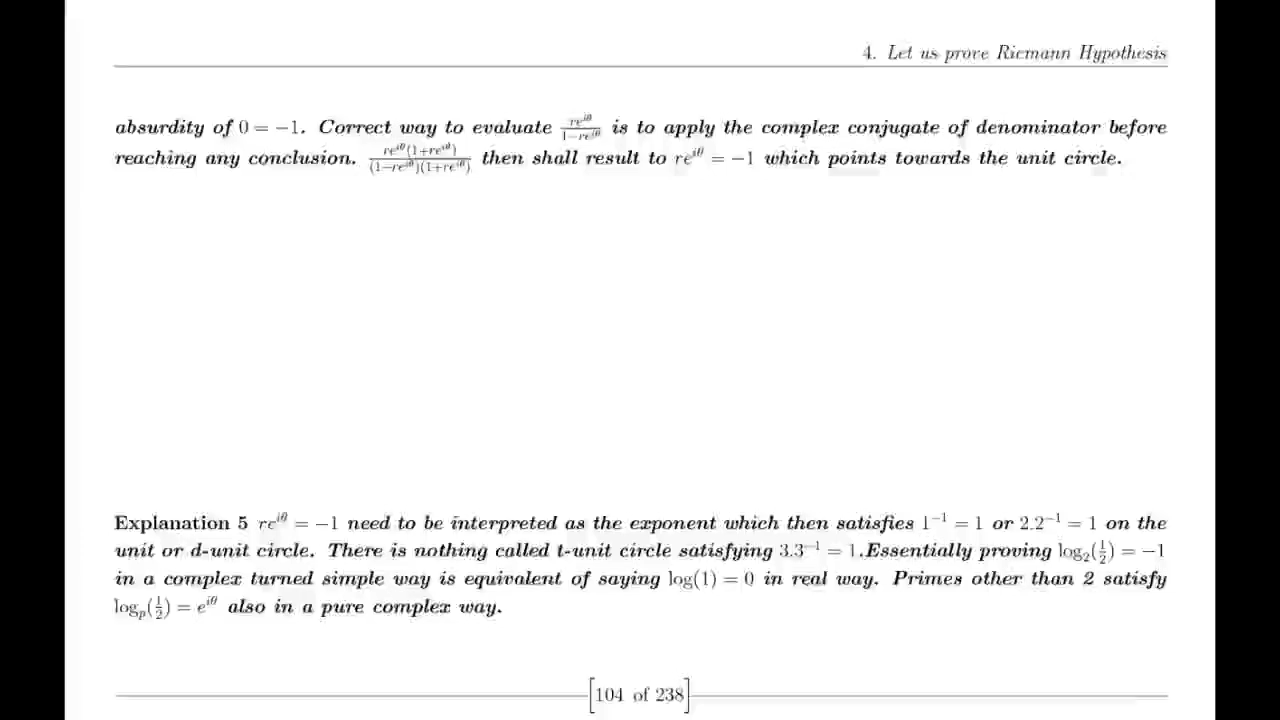 4. Let us prove Riemann Hypothesis
absurdity of 0 = −1. Correct way to evaluate re^{iθ}/(1−re^{iθ}) is to apply the complex conjugate of denominator before
reaching any conclusion. re^{iθ}(1+re^{iθ})/((1−re^{iθ})(1+re^{iθ})) then shall result to re^{iθ} = −1 which points towards the unit circle.
Explanation 5 re^{iθ} = −1 need to be interpreted as the exponent which then satisfies 1^{−1} = 1 or 2.2^{−1} = 1 on the
unit or d-unit circle. There is nothing called t-unit circle satisfying 3.3^{−1} = 1.Essentially proving log_2(1/2) = −1
in a complex turned simple way is equivalent of saying log(1) = 0 in real way. Primes other than 2 satisfy
log_p(1/2) = e^{iθ} also in a pure complex way.
[104 of 238]